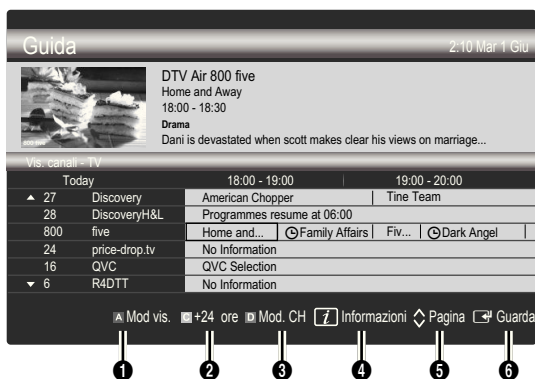 Guida 2:10 Mar 1 Giu
DTV Air 800 five
Home and Away
18:00 - 18:30
Drama
Dani is devastated when scott makes clear his views on marriage...
800 five
Vis. canali - TV
Today 18:00 - 19:00 19:00 - 20:00
▲ 27 Discovery American Chopper Tine Team
28 DiscoveryH&L Programmes resume at 06:00
800 five Home and... Family Affairs Fiv... Dark Angel
24 price-drop.tv No Information
16 QVC QVC Selection
▼ 6 R4DTT No Information
A Mod vis. C +24 ore D Mod. CH i Informazioni Pagina Guarda
1 2 3 4 5 6